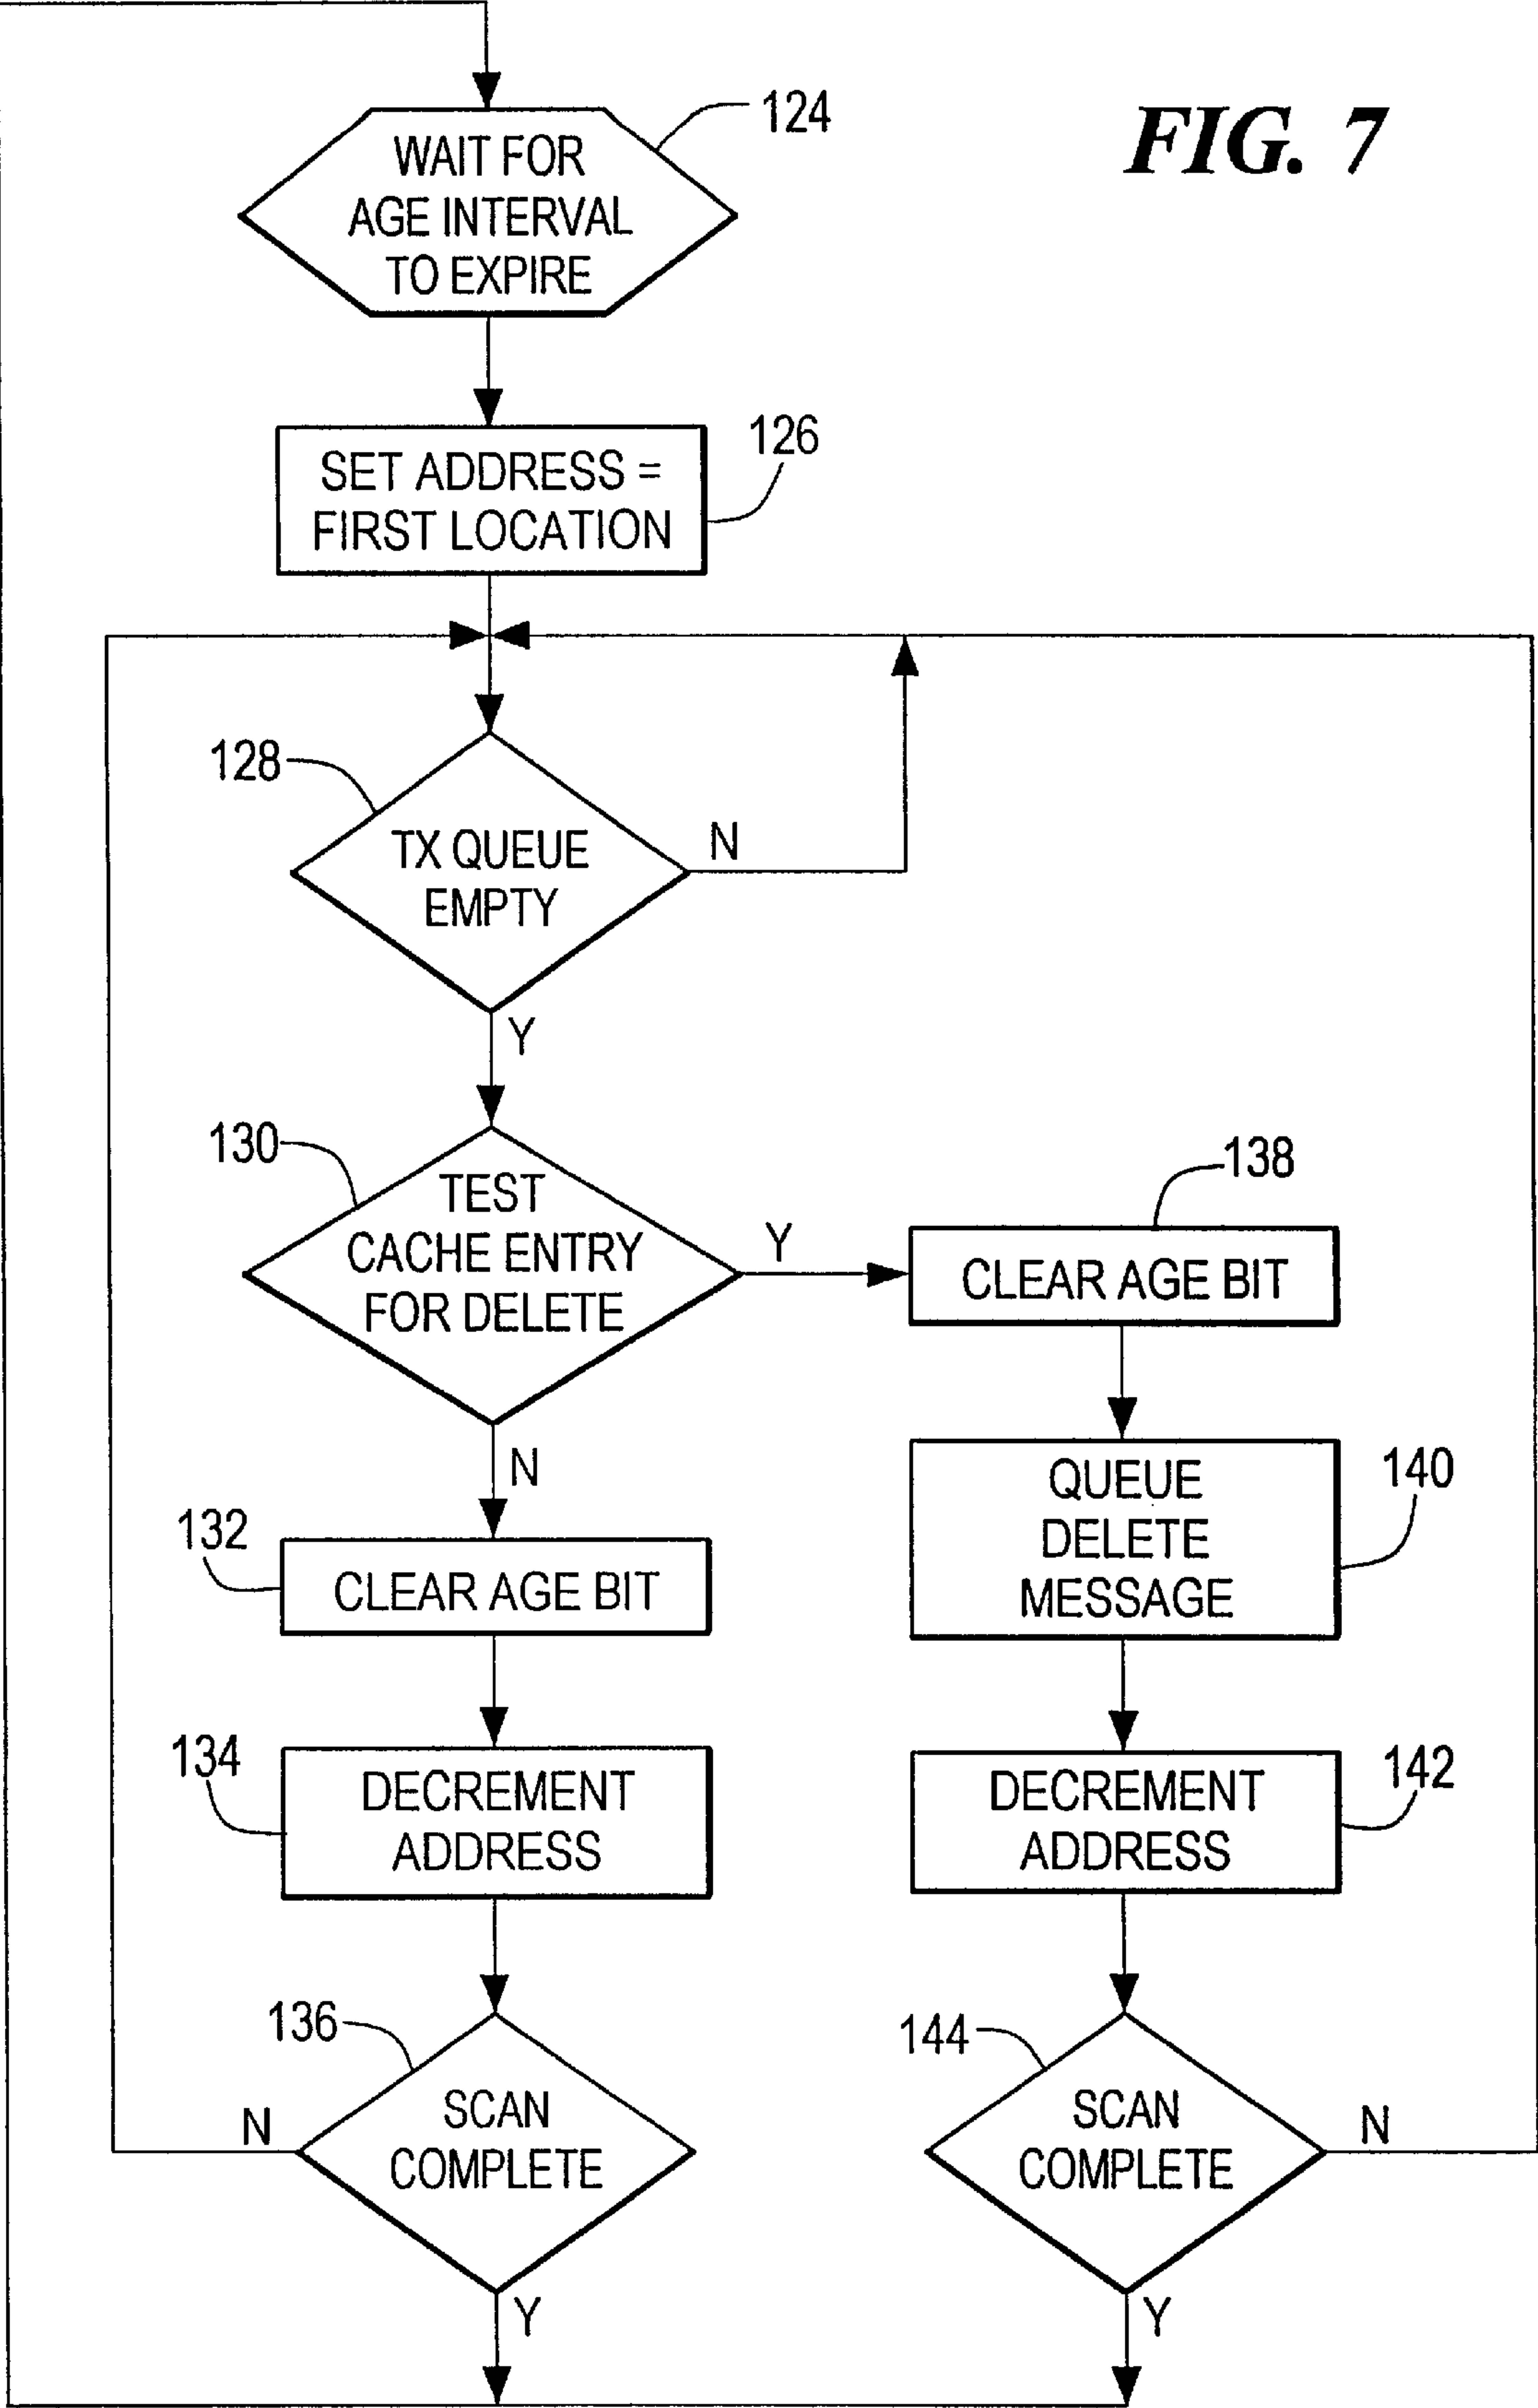 FIG. 7
124
WAIT FOR
AGE INTERVAL
TO EXPIRE
126
SET ADDRESS =
FIRST LOCATION
128
TX QUEUE
EMPTY
N
Y
130
TEST
CACHE ENTRY
FOR DELETE
Y
N
138
CLEAR AGE BIT
140
QUEUE
DELETE
MESSAGE
132
CLEAR AGE BIT
134
DECREMENT
ADDRESS
142
DECREMENT
ADDRESS
136
SCAN
COMPLETE
N
Y
144
SCAN
COMPLETE
N
Y